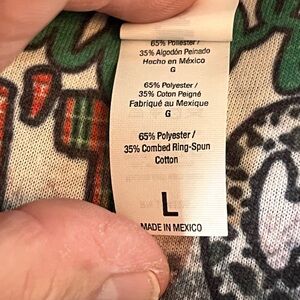 65% Poliester /
35% Algodón Peinado
Hecho en México
G
65% Polyester /
35% Coton Peigné
Fabriqué au Mexique
G
65% Polyester /
35% Combed Ring-Spun
Cotton
L
MADE IN MEXICO